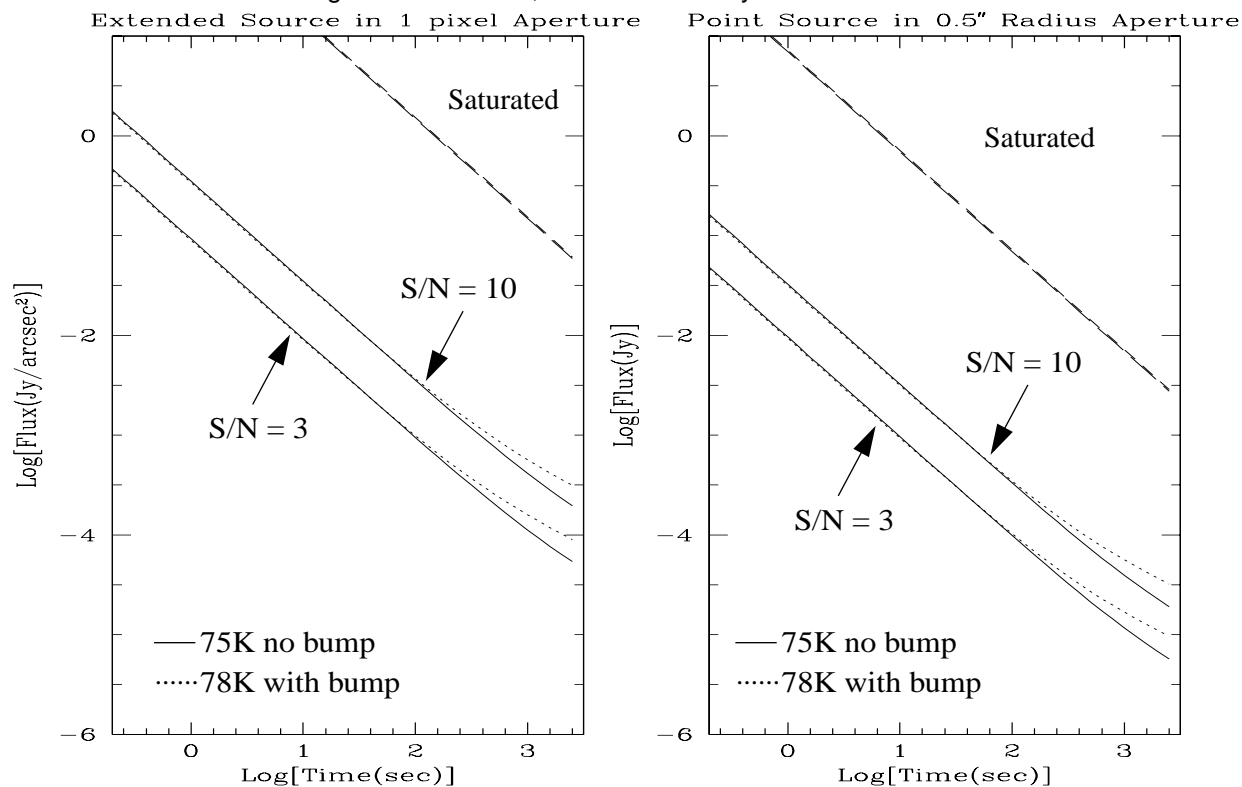 Extended Source in 1 pixel Aperture
Saturated
0
S/N = 10
-2
S/N = 3
Log[Flux(Jy/arcsec²)]
-4
75K no bump
78K with bump
-6
0 1 2 3
Log[Time(sec)]
Point Source in 0.5″ Radius Aperture
0
Saturated
-2
S/N = 10
Log[Flux(Jy)]
S/N = 3
-4
75K no bump
78K with bump
-6
0 1 2 3
Log[Time(sec)]